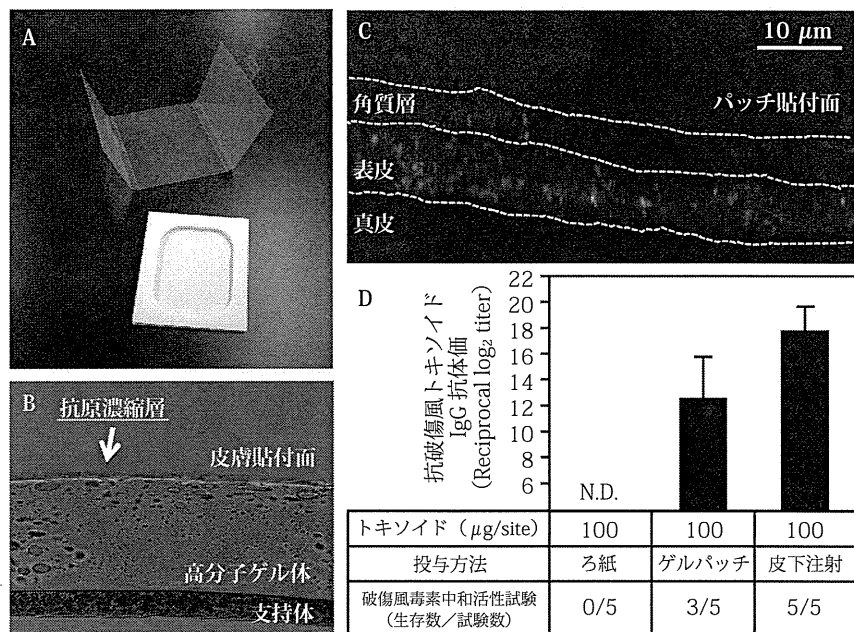 A
B
抗原濃縮層
皮膚貼付面
高分子ゲル体
支持体
C
10 μm
角質層
パッチ貼付面
表皮
真皮
D
抗破傷風トキソイド
IgG 抗体価
(Reciprocal log₂ titer)
22
20
18
16
14
12
10
8
6
N.D.
トキソイド（μg/site） 100 100 100
投与方法 ろ紙 ゲルパッチ 皮下注射
破傷風毒素中和活性試験
（生存数／試験数） 0/5 3/5 5/5